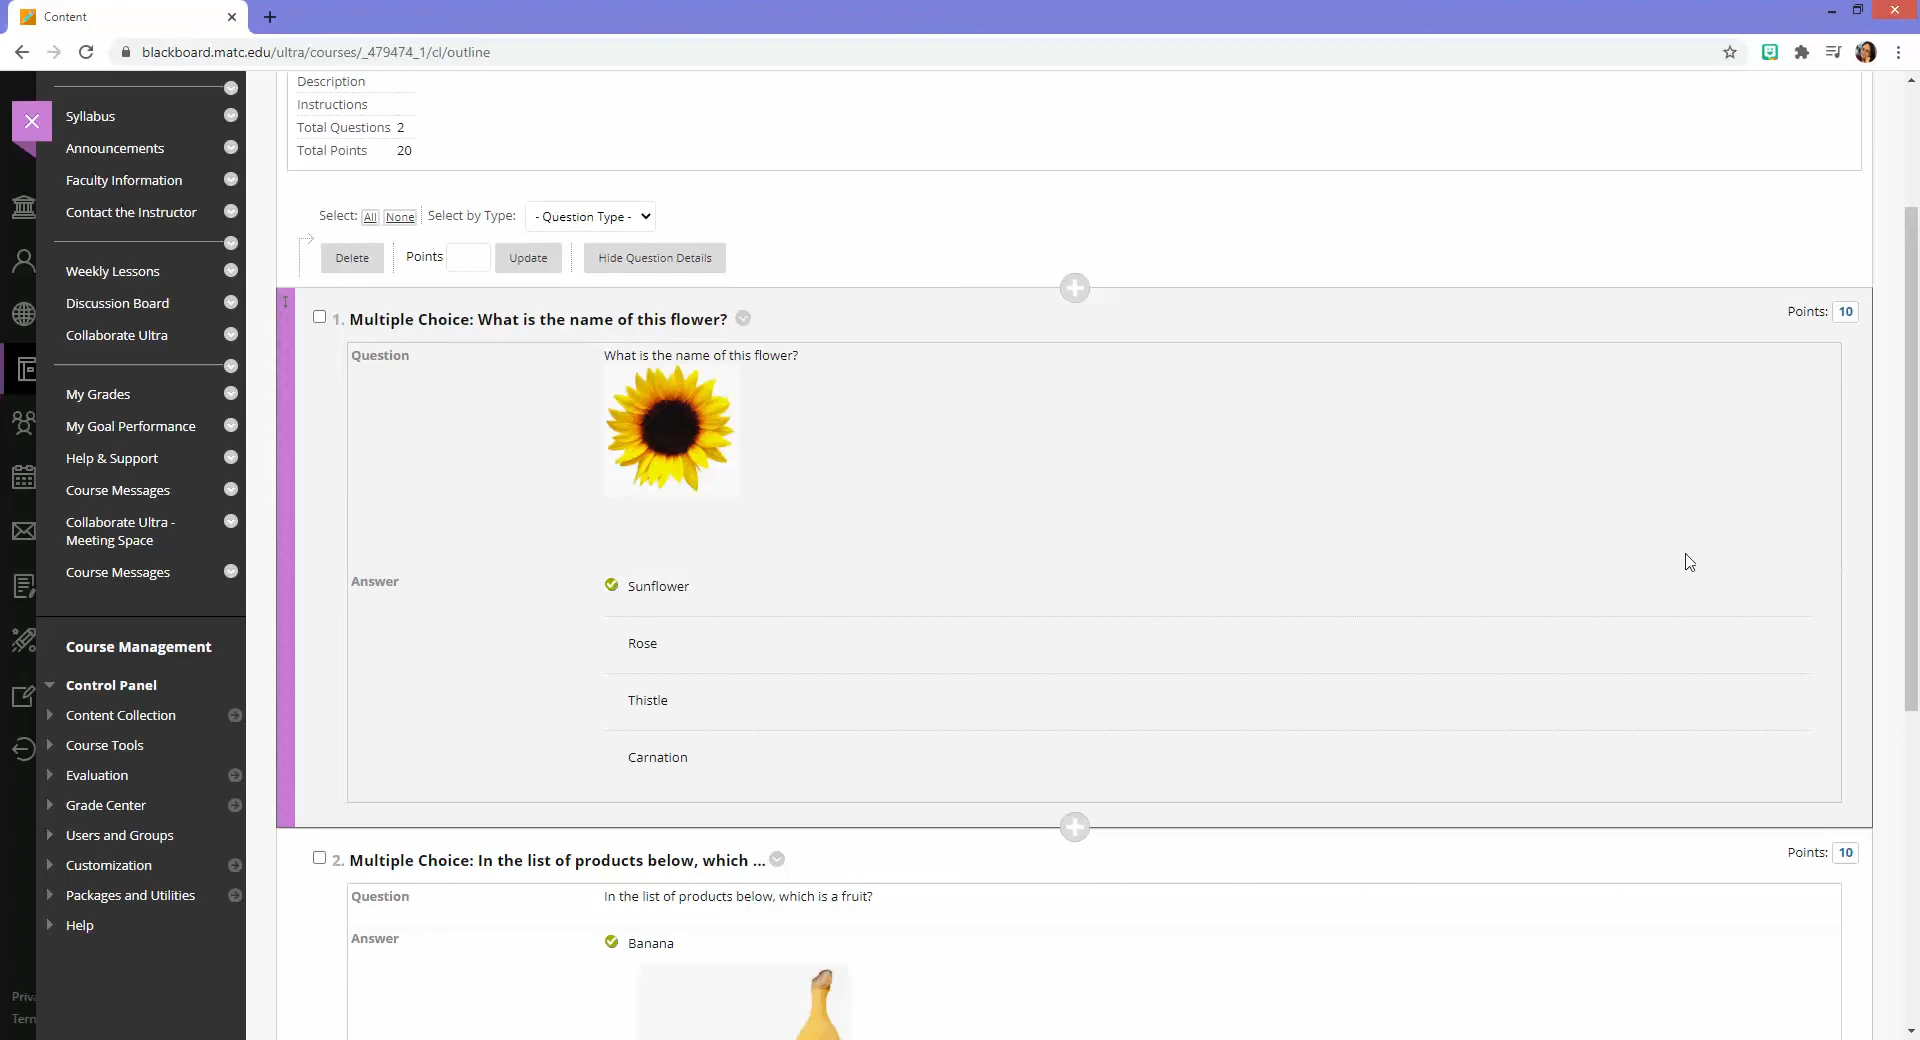 Content
blackboard.matc.edu/ultra/courses/_479474_1/cl/outline
Syllabus
Announcements
Faculty Information
Contact the Instructor
Weekly Lessons
Discussion Board
Collaborate Ultra
My Grades
My Goal Performance
Help & Support
Course Messages
Collaborate Ultra -
Meeting Space
Course Messages
Course Management
Control Panel
Content Collection
Course Tools
Evaluation
Grade Center
Users and Groups
Customization
Packages and Utilities
Help
Priva
Term
Description
Instructions
Total Questions 2
Total Points 20
Select: All None Select by Type: - Question Type -
Delete Points Update Hide Question Details
1. Multiple Choice: What is the name of this flower? Points: 10
Question What is the name of this flower?
Answer Sunflower
Rose
Thistle
Carnation
2. Multiple Choice: In the list of products below, which ... Points: 10
Question In the list of products below, which is a fruit?
Answer Banana